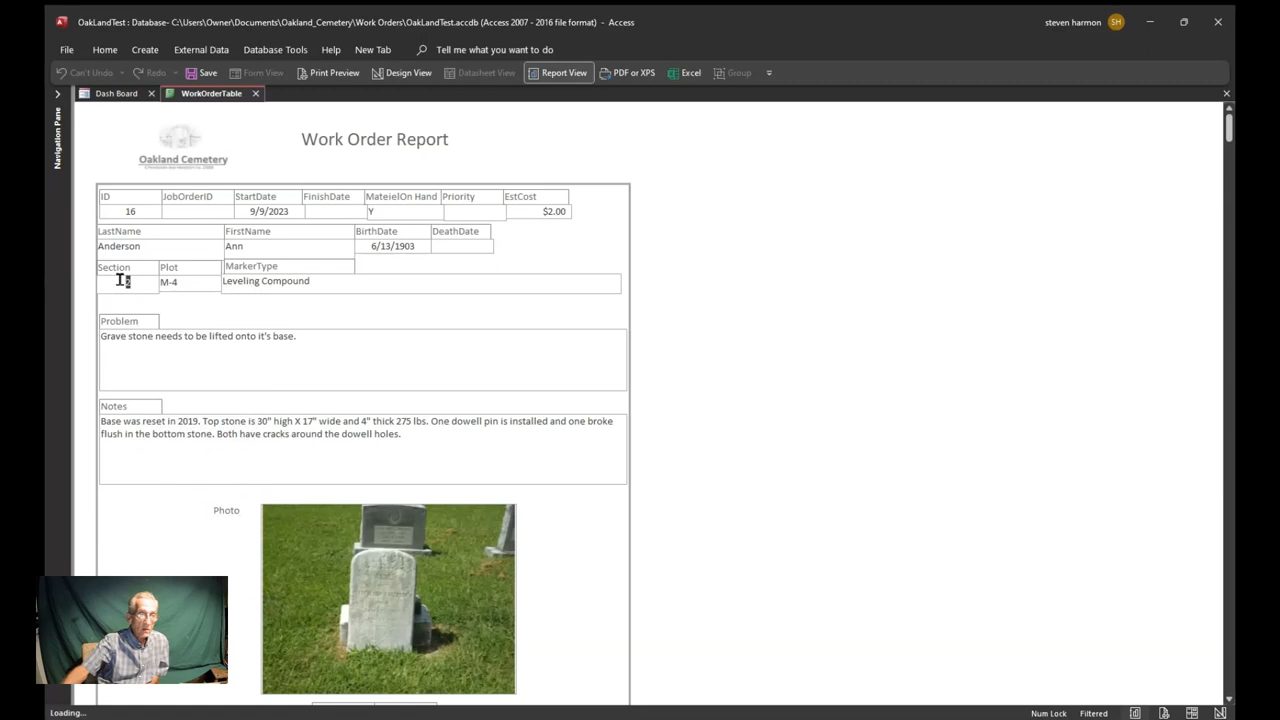 OakLandTest : Database- C:\Users\Owner\Documents\Oakland_Cemetery\Work Orders\OakLandTest.accdb (Access 2007 - 2016 file format) - Access
steven harmon
SH
File Home Create External Data Database Tools Help New Tab Tell me what you want to do
Can't Undo Redo Save Form View Print Preview Design View Datasheet View Report View PDF or XPS Excel Group
Dash Board WorkOrderTable
Navigation Pane
Oakland Cemetery
Work Order Report
ID JobOrderID StartDate FinishDate MateielOn Hand Priority EstCost
16 9/9/2023 Y $2.00
LastName FirstName BirthDate DeathDate
Anderson Ann 6/13/1903
Section Plot MarkerType
M-4 Leveling Compound
Problem
Grave stone needs to be lifted onto it's base.
Notes
Base was reset in 2019. Top stone is 30" high X 17" wide and 4" thick 275 lbs. One dowell pin is installed and one broke
flush in the bottom stone. Both have cracks around the dowell holes.
Photo
Loading...
Num Lock Filtered